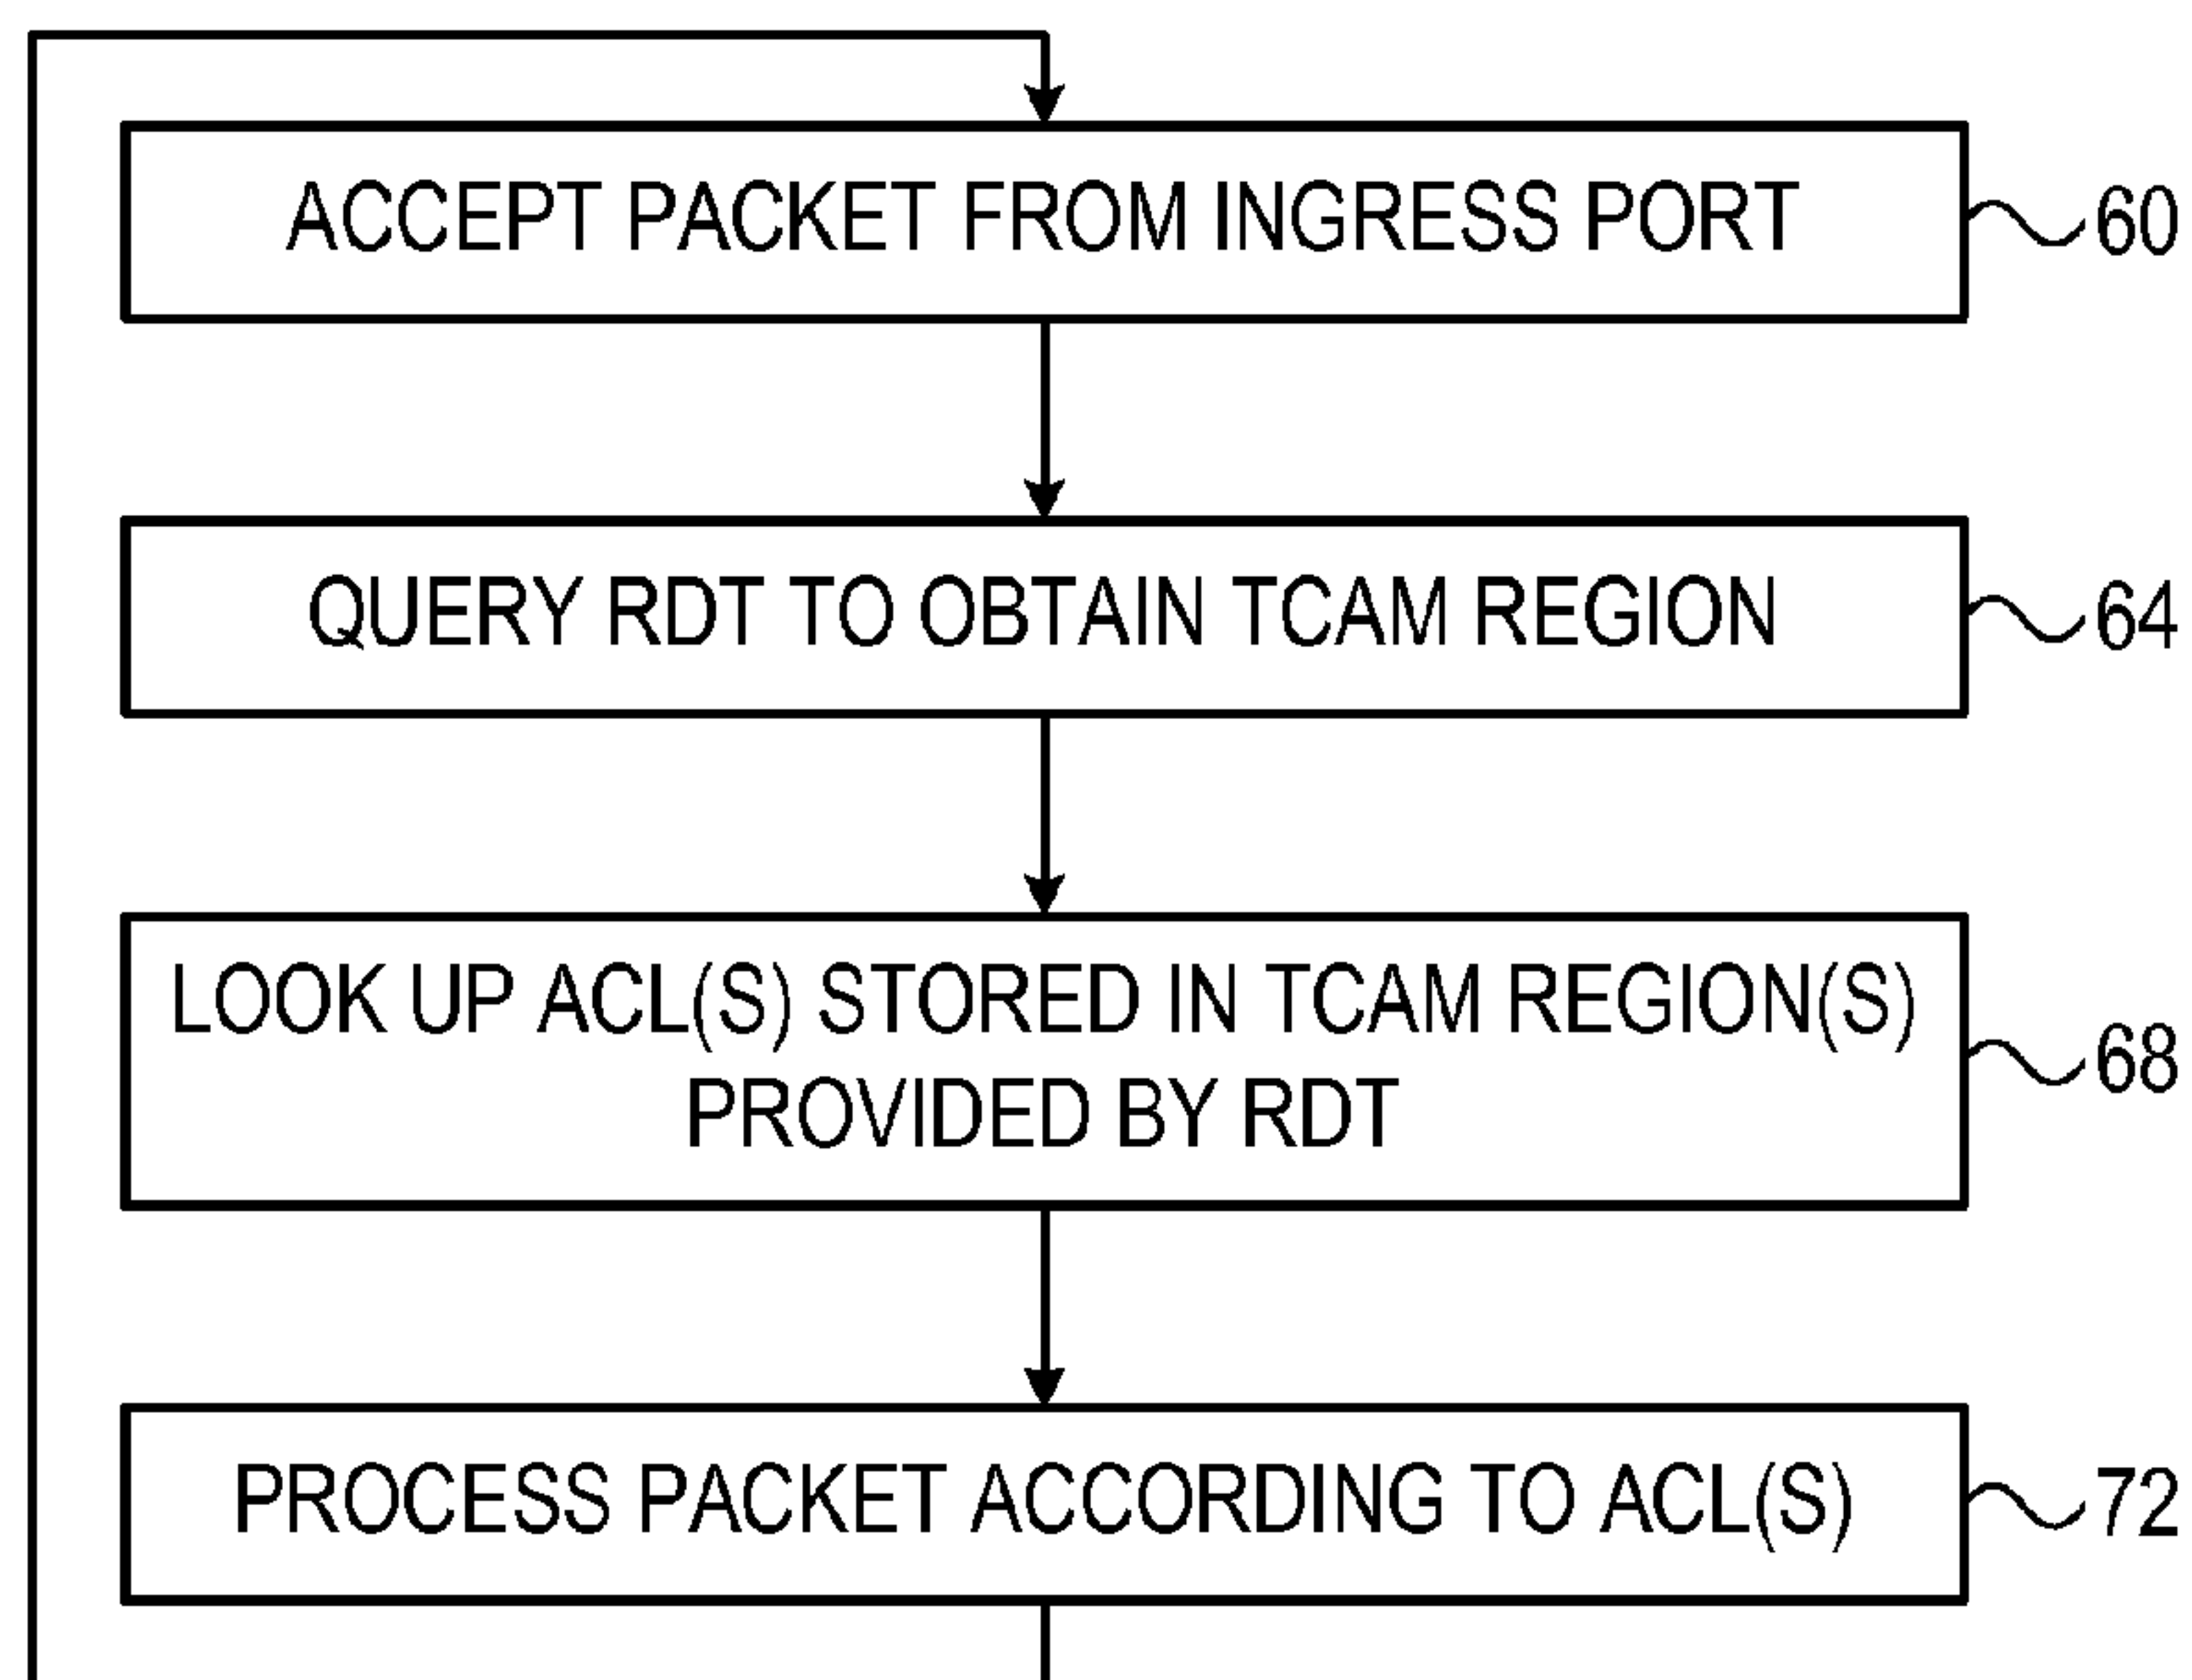 ACCEPT PACKET FROM INGRESS PORT
60
QUERY RDT TO OBTAIN TCAM REGION
64
LOOK UP ACL(S) STORED IN TCAM REGION(S)
PROVIDED BY RDT
68
PROCESS PACKET ACCORDING TO ACL(S)
72